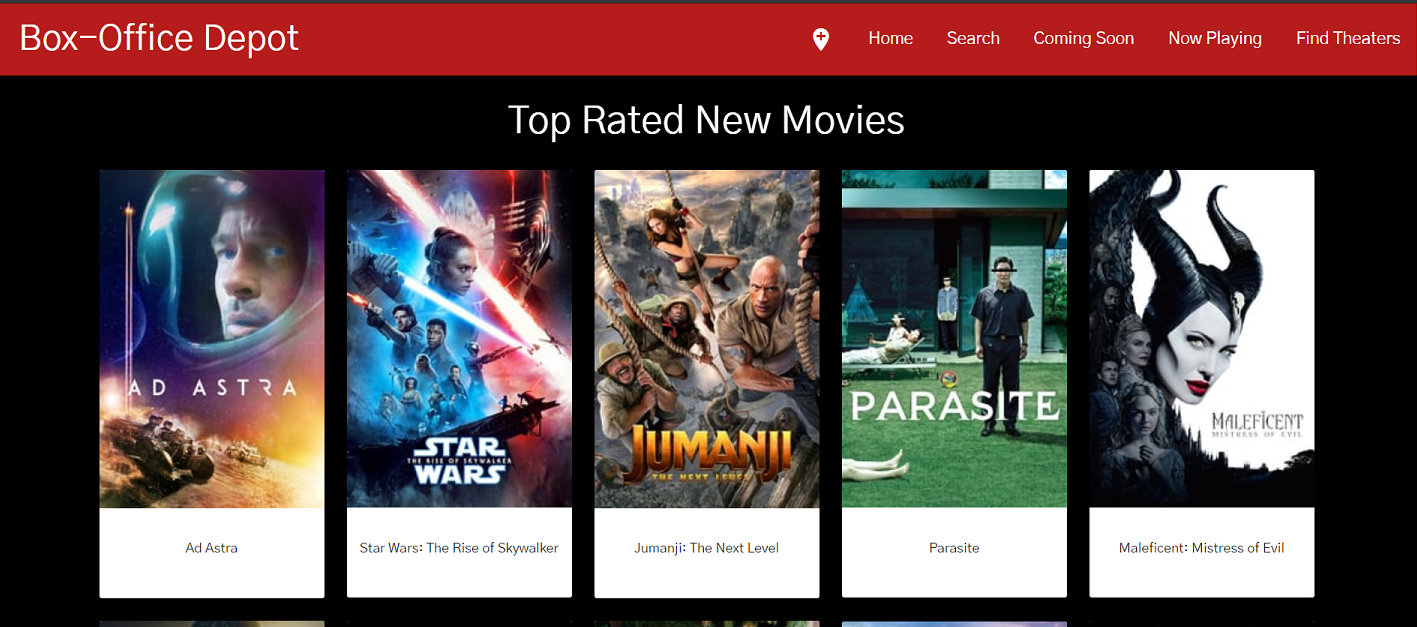 Box-Office Depot
Home
Search
Coming Soon
Now Playing
Find Theaters
Top Rated New Movies
AD ASTRA
STAR
THE RISE OF SKYWALKER
WARS
JUMANJI
THE NEXT LEVEL
PARASITE
MALEFICENT
MISTRESS OF EVIL
Ad Astra
Star Wars: The Rise of Skywalker
Jumanji: The Next Level
Parasite
Maleficent: Mistress of Evil